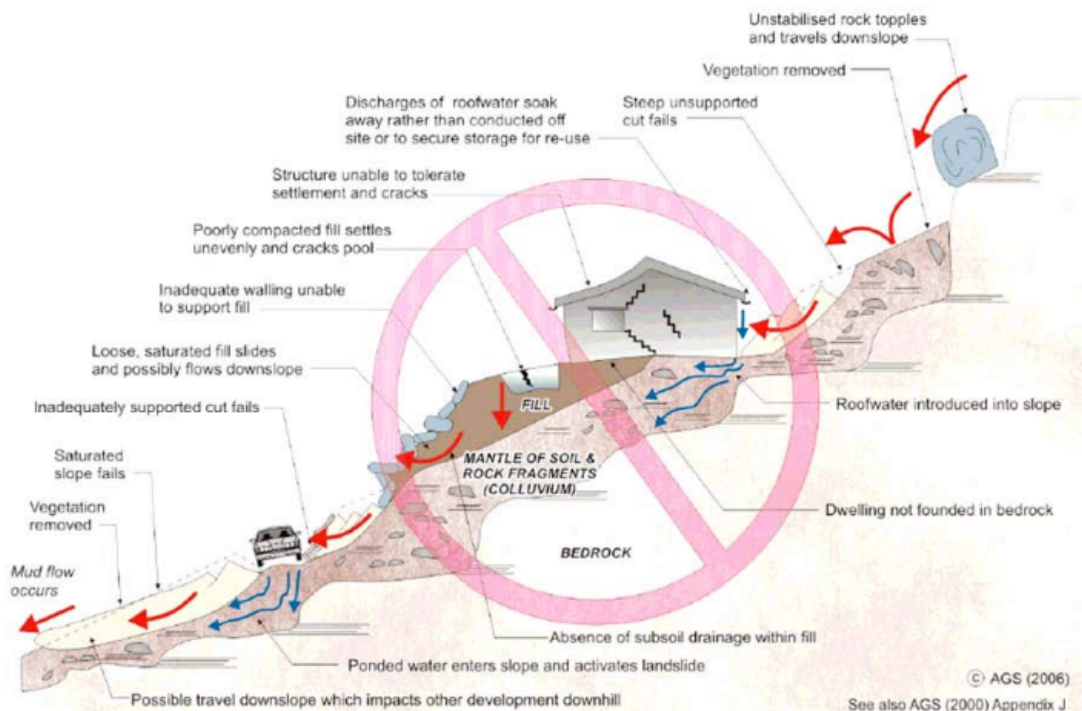 Unstabilised rock topples
and travels downslope
Vegetation removed
Discharges of roofwater soak
away rather than conducted off
site or to secure storage for re-use
Steep unsupported
cut fails
Structure unable to tolerate
settlement and cracks
Poorly compacted fill settles
unevenly and cracks pool
Inadequate walling unable
to support fill
Loose, saturated fill slides
and possibly flows downslope
Inadequately supported cut fails
Saturated
slope fails
Vegetation
removed
Mud flow
occurs
FILL
MANTLE OF SOIL &
ROCK FRAGMENTS
(COLLUVIUM)
BEDROCK
Roofwater introduced into slope
Dwelling not founded in bedrock
Absence of subsoil drainage within fill
Ponded water enters slope and activates landslide
Possible travel downslope which impacts other development downhill
© AGS (2006)
See also AGS (2000) Appendix J